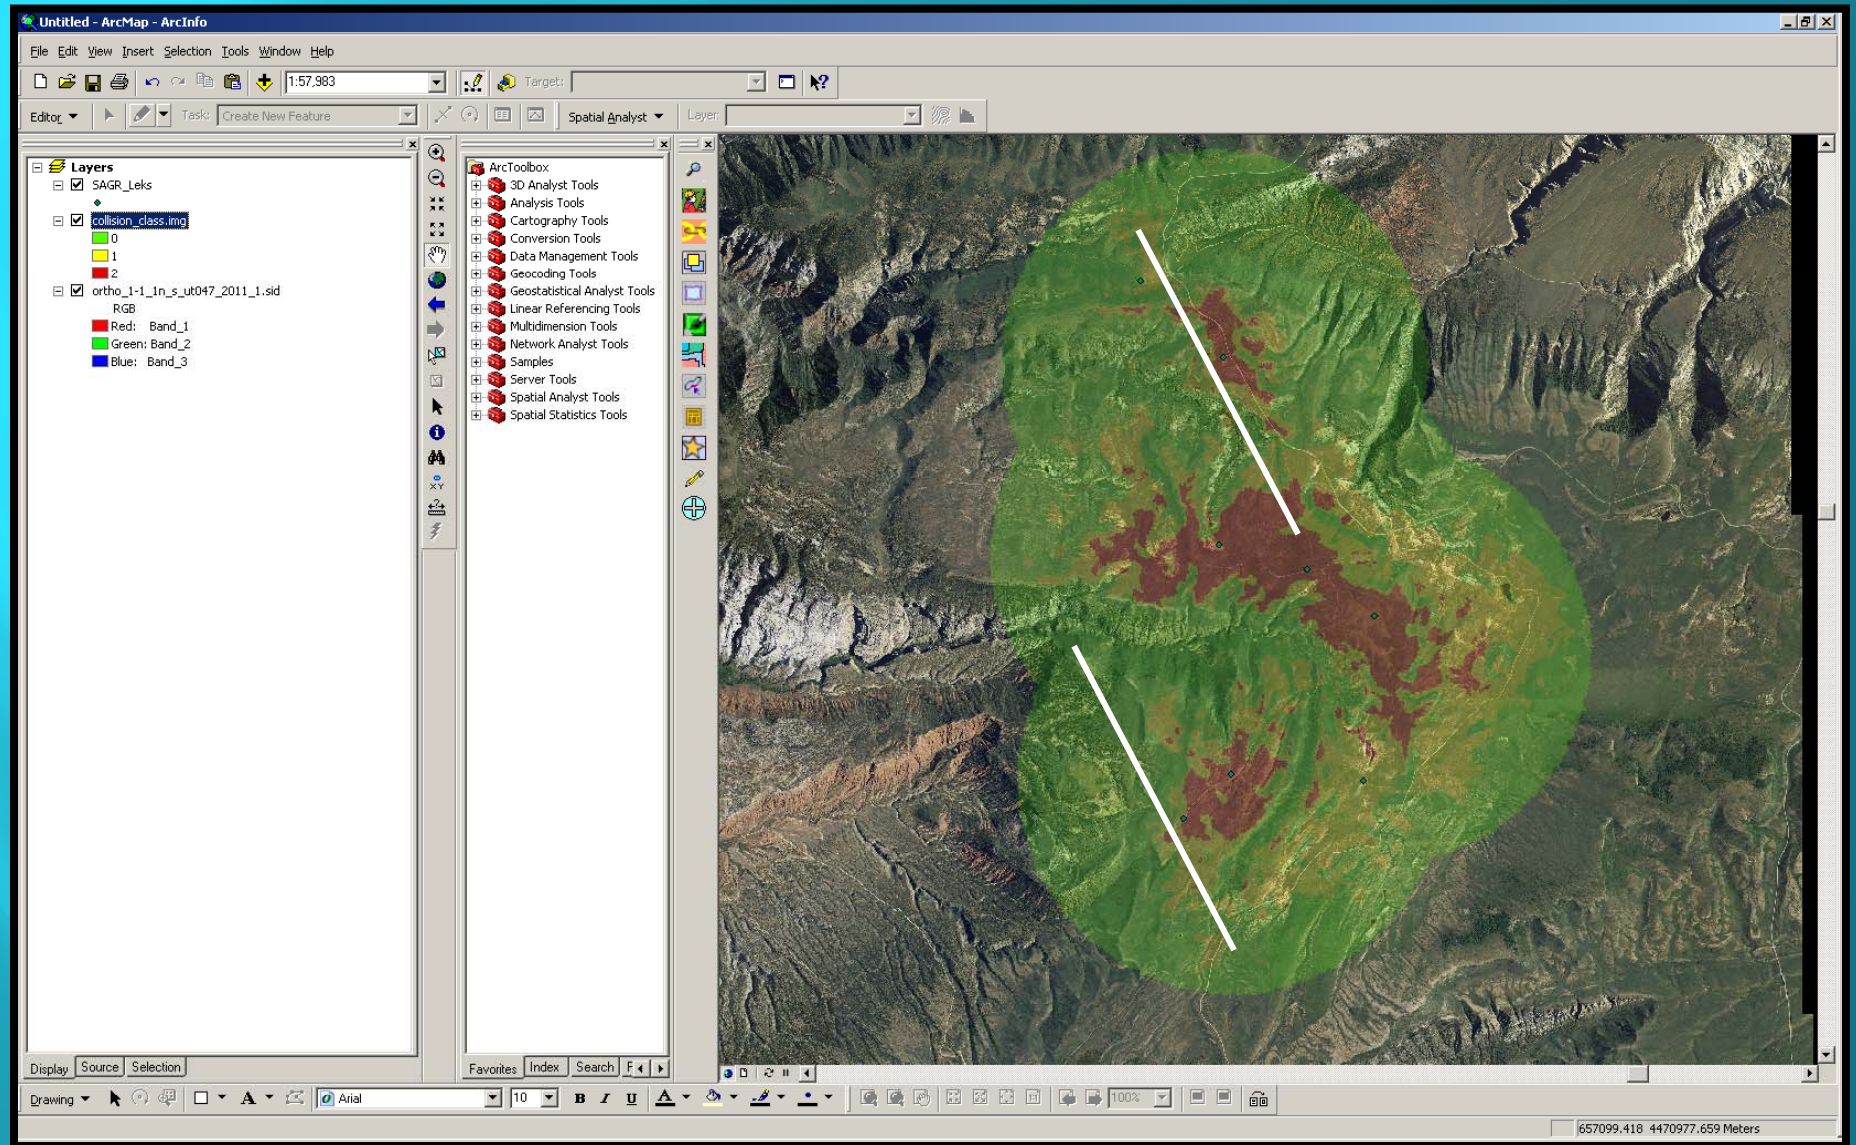 Untitled - ArcMap - ArcInfo
File Edit View Insert Selection Tools Window Help
1:57,983
Target:
Editor
Task: Create New Feature
Spatial Analyst
Layer:
Layers
SAGR_Leks
collision_class.img
0
1
2
ortho_1-1_1n_s_ut047_2011_1.sid
RGB
Red: Band_1
Green: Band_2
Blue: Band_3
Display Source Selection
ArcToolbox
3D Analyst Tools
Analysis Tools
Cartography Tools
Conversion Tools
Data Management Tools
Geocoding Tools
Geostatistical Analyst Tools
Linear Referencing Tools
Multidimension Tools
Network Analyst Tools
Samples
Server Tools
Spatial Analyst Tools
Spatial Statistics Tools
Favorites Index Search
XY
Drawing
A
Arial
10
B I U A
100%
657099.418 4470977.659 Meters